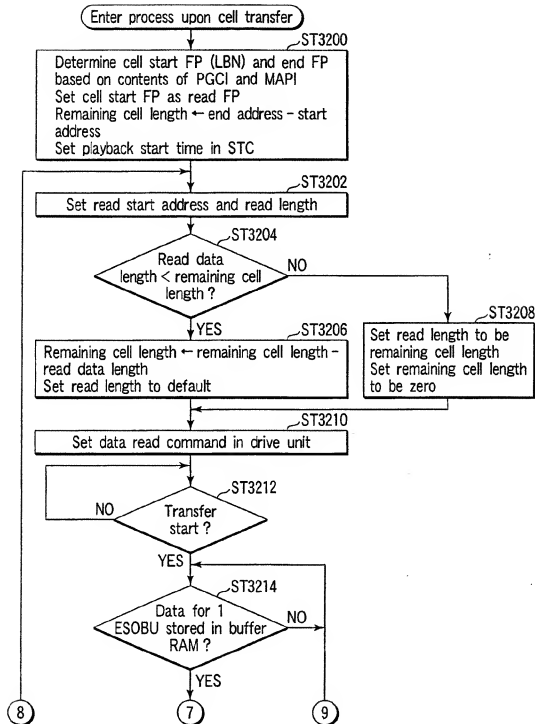 Enter process upon cell transfer
ST3200
Determine cell start FP (LBN) and end FP
based on contents of PGCI and MAPI
Set cell start FP as read FP
Remaining cell length ← end address – start
address
Set playback start time in STC
ST3202
Set read start address and read length
ST3204
Read data
length < remaining cell
length ?
NO
YES
ST3206
Remaining cell length ← remaining cell length –
read data length
Set read length to default
ST3208
Set read length to be
remaining cell length
Set remaining cell length
to be zero
ST3210
Set data read command in drive unit
ST3212
Transfer
start ?
NO
YES
ST3214
Data for 1
ESOBU stored in buffer
RAM ?
NO
YES
8
7
9